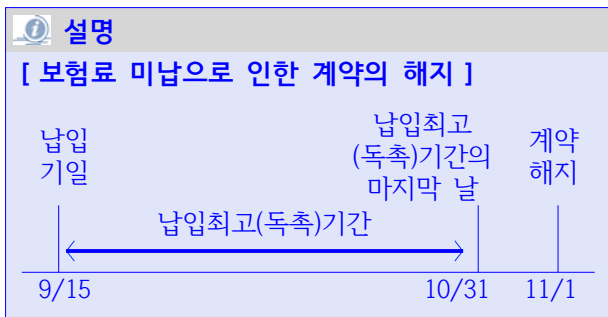 설명
[ 보험료 미납으로 인한 계약의 해지 ]
납입
기일
납입최고
(독촉)기간의
마지막 날
계약
해지
납입최고(독촉)기간
9/15
10/31
11/1